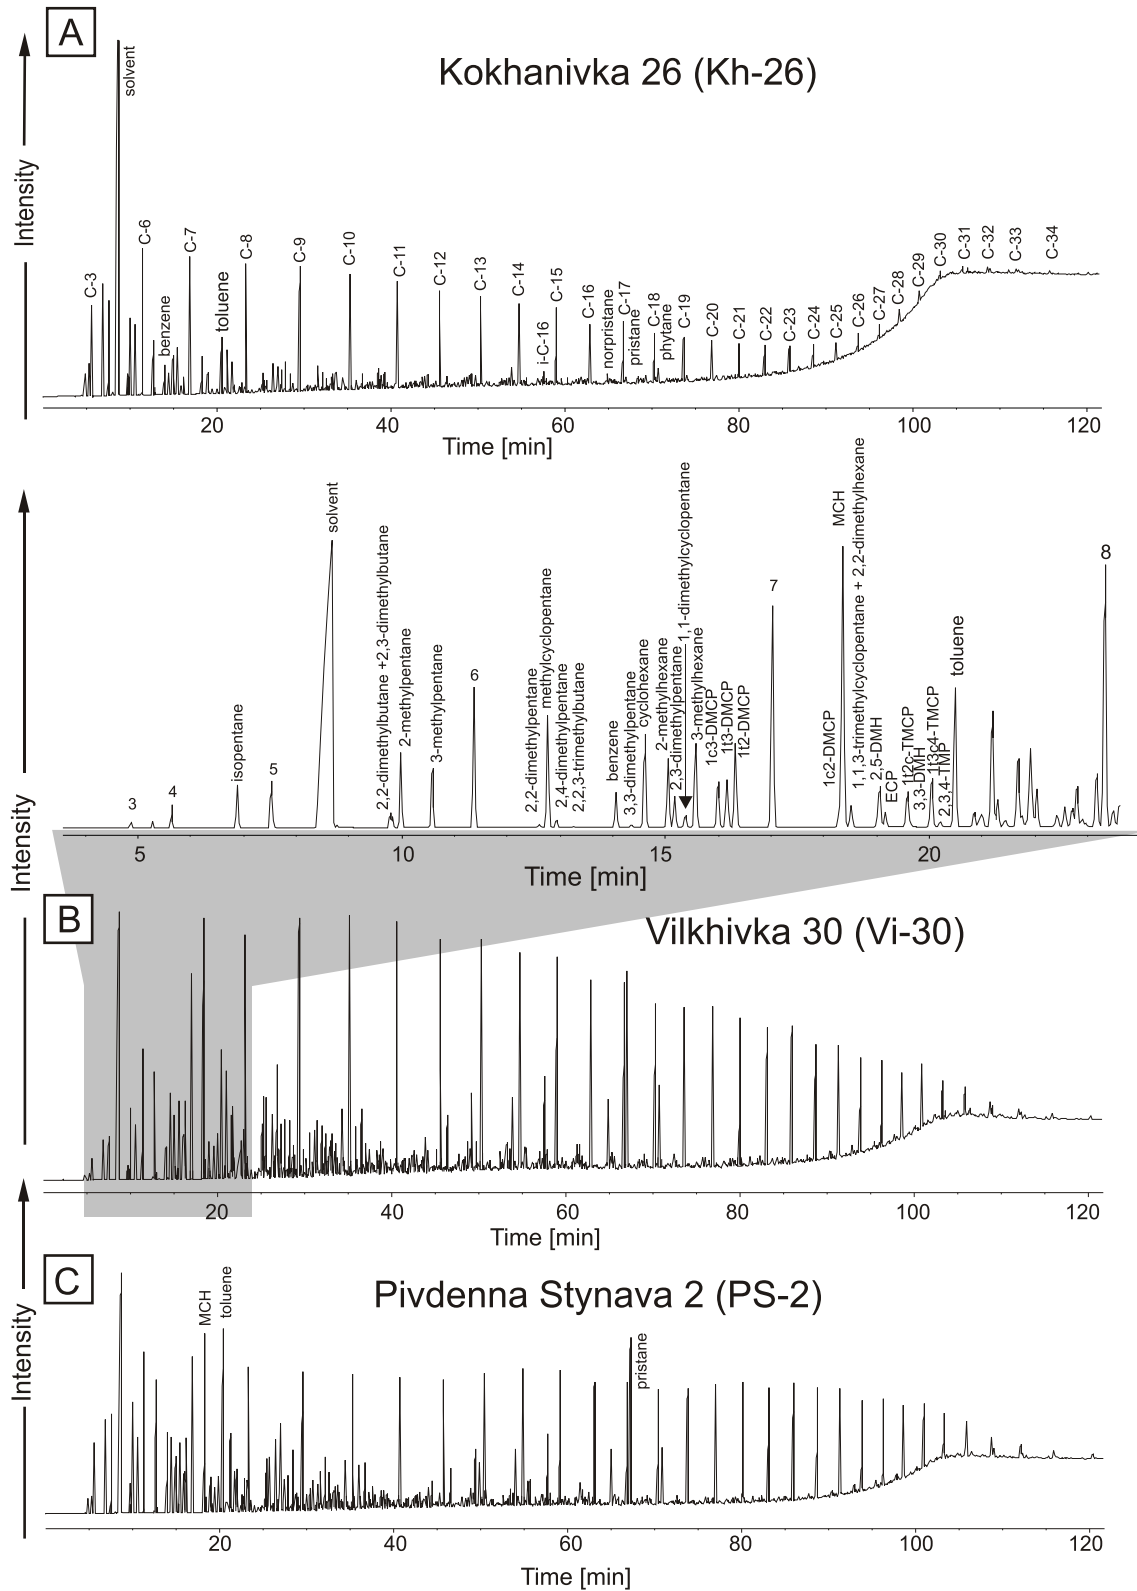 A
Kokhanivka 26 (Kh-26)
Intensity
solvent
C-3
C-6
benzene
C-7
toluene
C-8
C-9
C-10
C-11
C-12
C-13
C-14
i-C-16
C-15
C-16
norpristane
C-17
pristane
C-18
phytane
C-19
C-20
C-21
C-22
C-23
C-24
C-25
C-26
C-27
C-28
C-29
C-30
C-31
C-32
C-33
C-34
20
40
60
80
100
120
Time [min]
Intensity
3
4
isopentane
5
solvent
2,2-dimethylbutane +2,3-dimethylbutane
2-methylpentane
3-methylpentane
6
2,2-dimethylpentane
methylcyclopentane
2,4-dimethylpentane
2,2,3-trimethylbutane
benzene
3,3-dimethylpentane
cyclohexane
2-methylhexane
2,3-dimethylpentane
1,1-dimethylcyclopentane
3-methylhexane
1c3-DMCP
1t3-DMCP
1t2-DMCP
7
1c2-DMCP
MCH
1,1,3-trimethylcyclopentane + 2,2-dimethylhexane
2,5-DMH
ECP
1t2c-TMCP
3,3-DMH
1t3c4-TMCP
2,3,4-TMP
toluene
8
5
10
15
20
Time [min]
B
Vilkhivka 30 (Vi-30)
20
40
60
80
100
120
Time [min]
C
Pivdenna Stynava 2 (PS-2)
Intensity
MCH
toluene
pristane
20
40
60
80
100
120
Time [min]